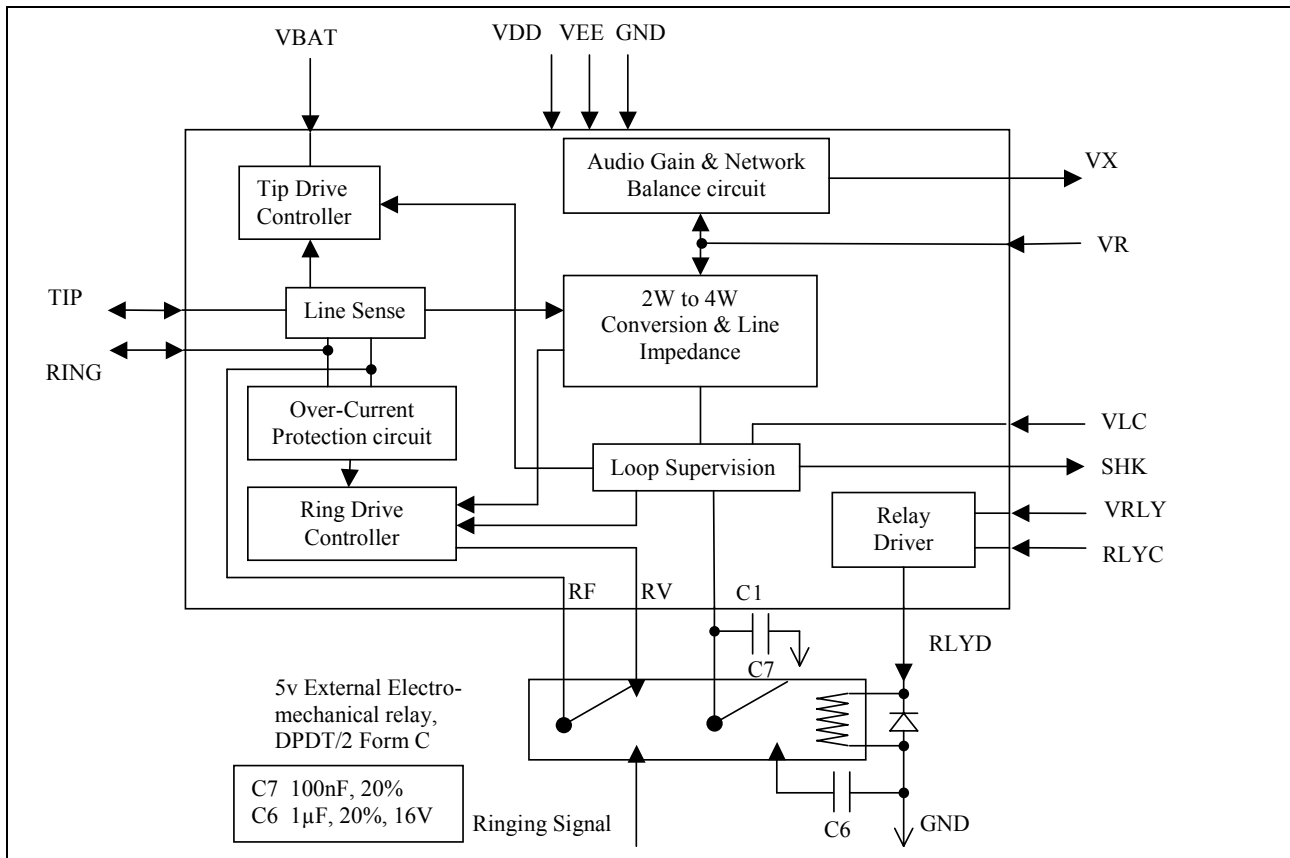 VBAT
VDD
VEE
GND
Audio Gain & Network
Balance circuit
VX
Tip Drive
Controller
VR
TIP
Line Sense
2W to 4W
Conversion & Line
Impedance
RING
Over-Current
Protection circuit
VLC
Loop Supervision
SHK
Ring Drive
Controller
Relay
Driver
VRLY
RLYC
RF
RV
C1
C7
RLYD
5v External Electro-
mechanical relay,
DPDT/2 Form C
C7 100nF, 20%
C6 1µF, 20%, 16V
Ringing Signal
C6
GND